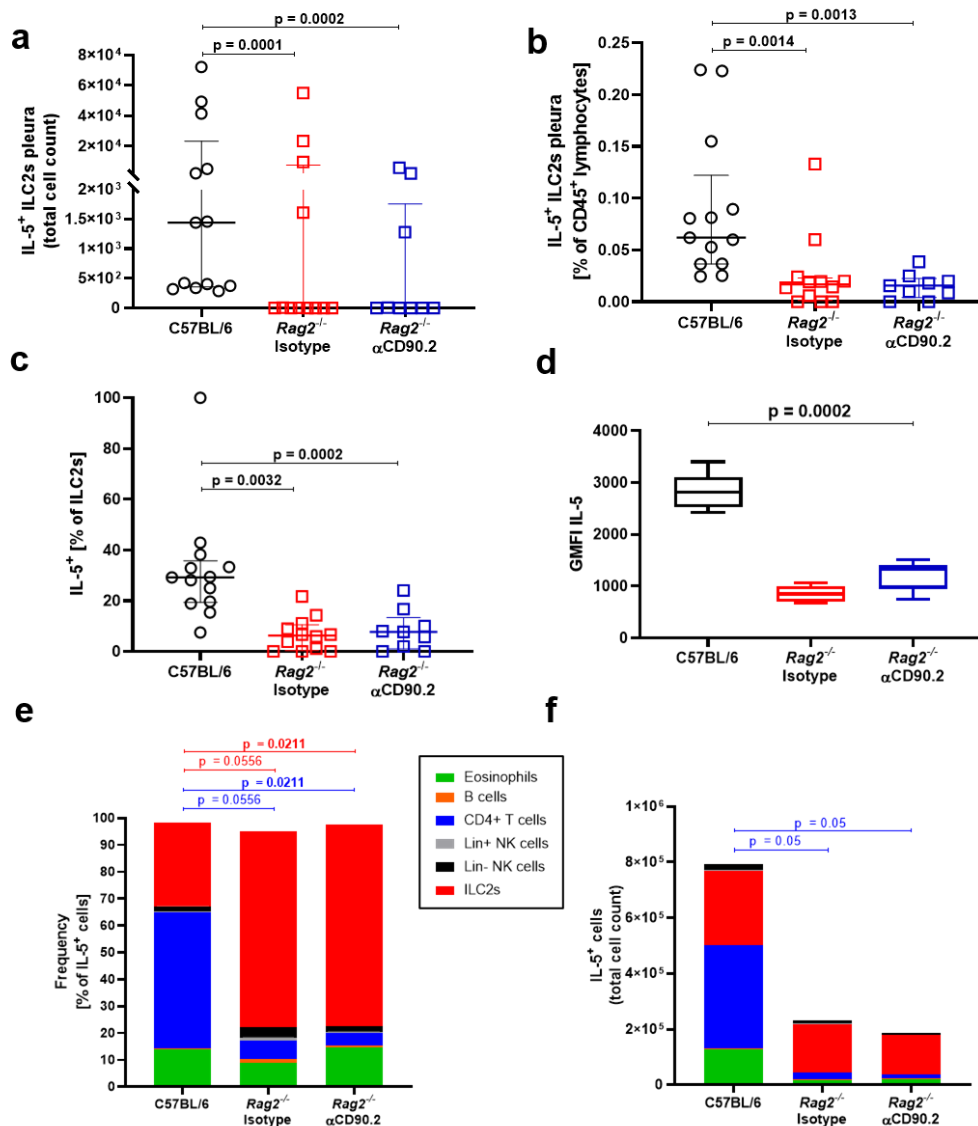 a
p = 0.0002
p = 0.0001
IL-5⁺ ILC2s pleura
(total cell count)
8×10⁴
6×10⁴
4×10⁴
2×10⁴
2×10³
1.5×10³
1×10³
5×10²
0
C57BL/6
Rag2⁻/⁻
Isotype
Rag2⁻/⁻
αCD90.2
b
p = 0.0013
p = 0.0014
IL-5⁺ ILC2s pleura
[% of CD45⁺ lymphocytes]
0.25
0.20
0.15
0.10
0.05
0.00
C57BL/6
Rag2⁻/⁻
Isotype
Rag2⁻/⁻
αCD90.2
c
p = 0.0002
p = 0.0032
IL-5⁺ [% of ILC2s]
100
80
60
40
20
0
C57BL/6
Rag2⁻/⁻
Isotype
Rag2⁻/⁻
αCD90.2
d
p = 0.0002
GMFI IL-5
4000
3000
2000
1000
0
C57BL/6
Rag2⁻/⁻
Isotype
Rag2⁻/⁻
αCD90.2
e
p = 0.0211
p = 0.0556
p = 0.0211
p = 0.0556
Frequency
[% of IL-5⁺ cells]
100
90
80
70
60
50
40
30
20
10
0
C57BL/6
Rag2⁻/⁻
Isotype
Rag2⁻/⁻
αCD90.2
Eosinophils
B cells
CD4+ T cells
Lin+ NK cells
Lin- NK cells
ILC2s
f
p = 0.05
p = 0.05
IL-5⁺ cells
(total cell count)
1×10⁶
8×10⁵
6×10⁵
4×10⁵
2×10⁵
0
C57BL/6
Rag2⁻/⁻
Isotype
Rag2⁻/⁻
αCD90.2